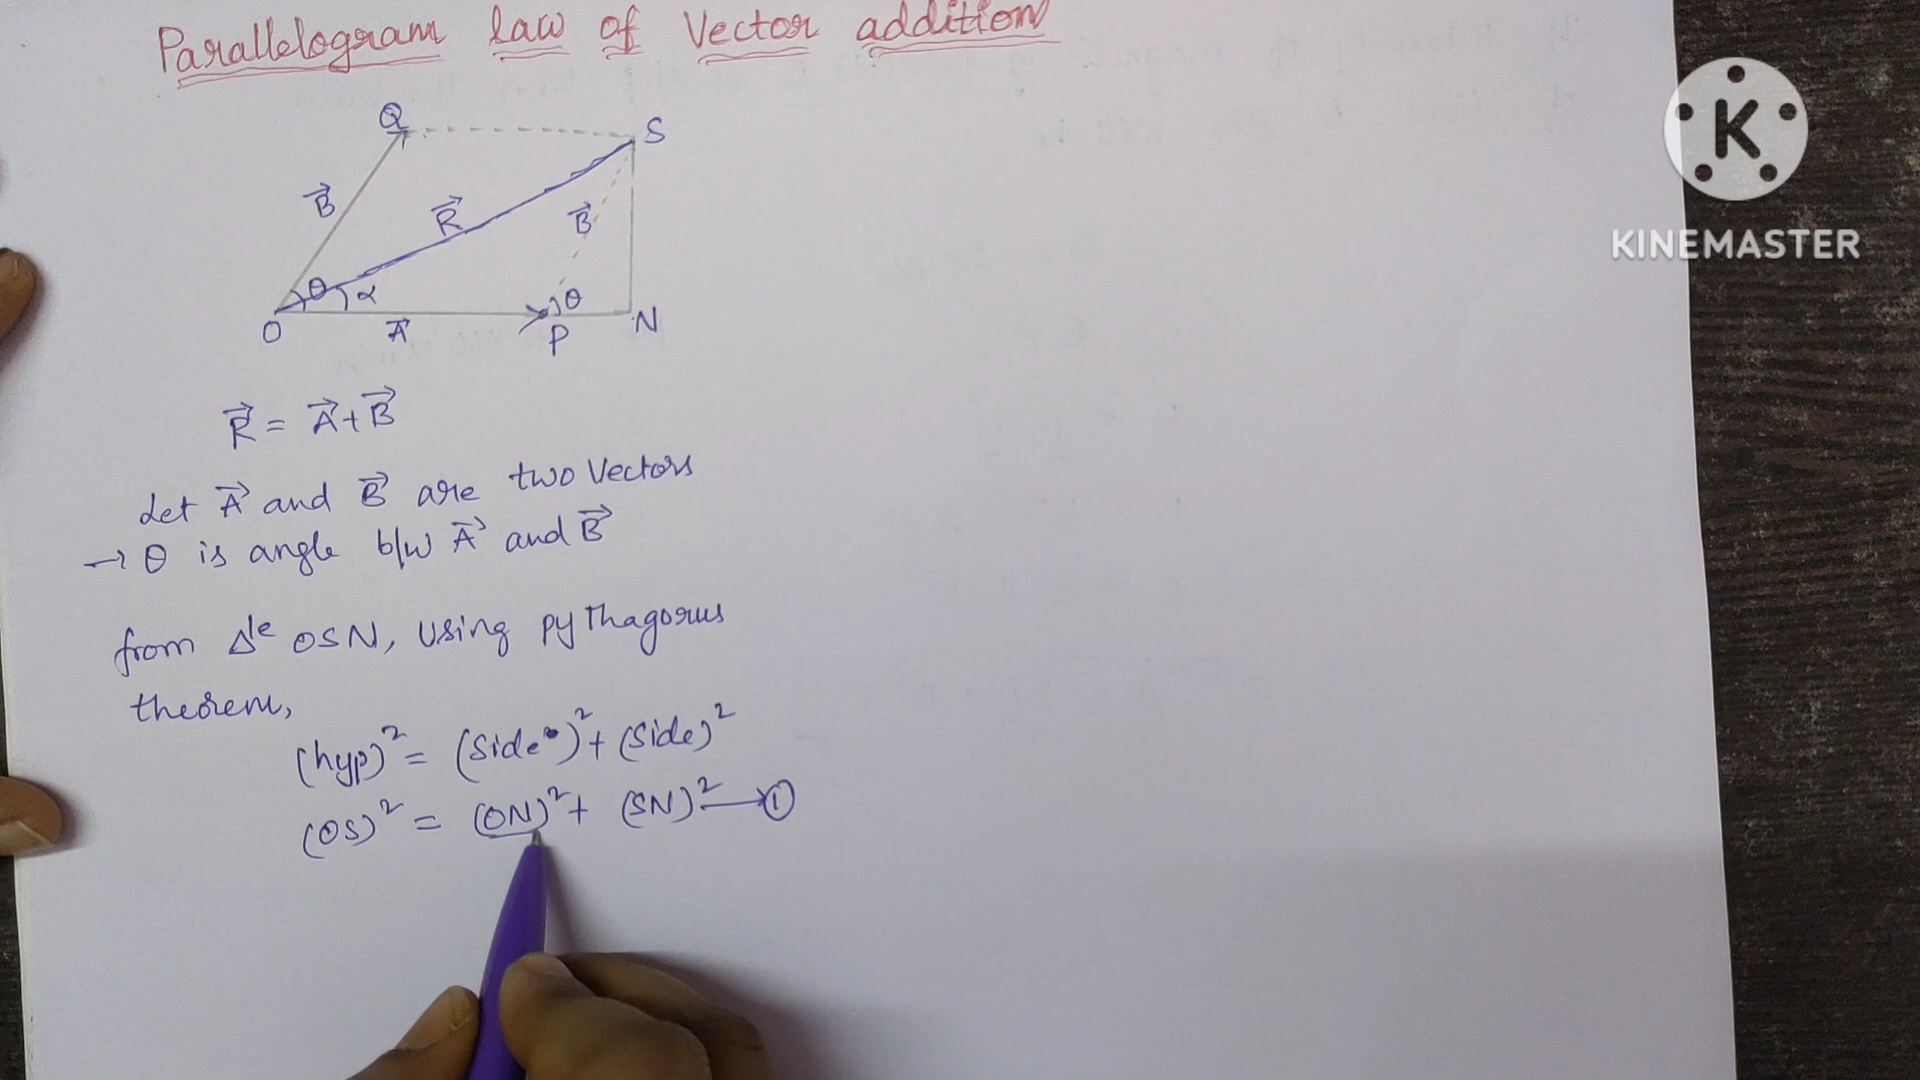 Parallelogram law of Vector addition
Q
S
B⃗
R⃗
B⃗
θ
α
θ
O
A⃗
P
N
R⃗ = A⃗+B⃗
Let A⃗ and B⃗ are two Vectors
→ θ is angle b/w A⃗ and B⃗
from Δle OSN, Using pythagorus
theorem,
(hyp)² = (Side)² + (Side)²
(OS)² = (ON)² + (SN)² → ①
K
KINEMASTER